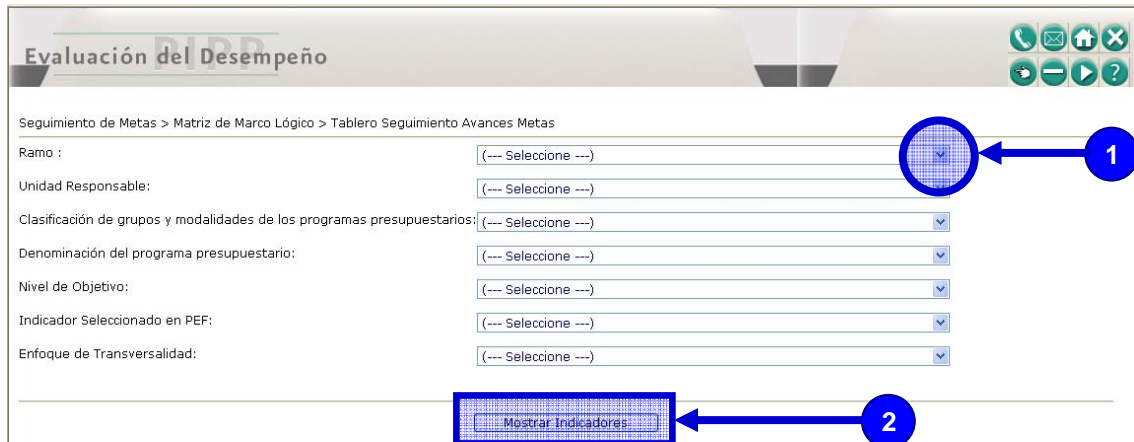 PIPP
Evaluación del Desempeño
?
Seguimiento de Metas > Matriz de Marco Lógico > Tablero Seguimiento Avances Metas
Ramo : (--- Seleccione ---)
1
Unidad Responsable: (--- Seleccione ---)
Clasificación de grupos y modalidades de los programas presupuestarios: (--- Seleccione ---)
Denominación del programa presupuestario: (--- Seleccione ---)
Nivel de Objetivo: (--- Seleccione ---)
Indicador Seleccionado en PEF: (--- Seleccione ---)
Enfoque de Transversalidad: (--- Seleccione ---)
Mostrar Indicadores
2